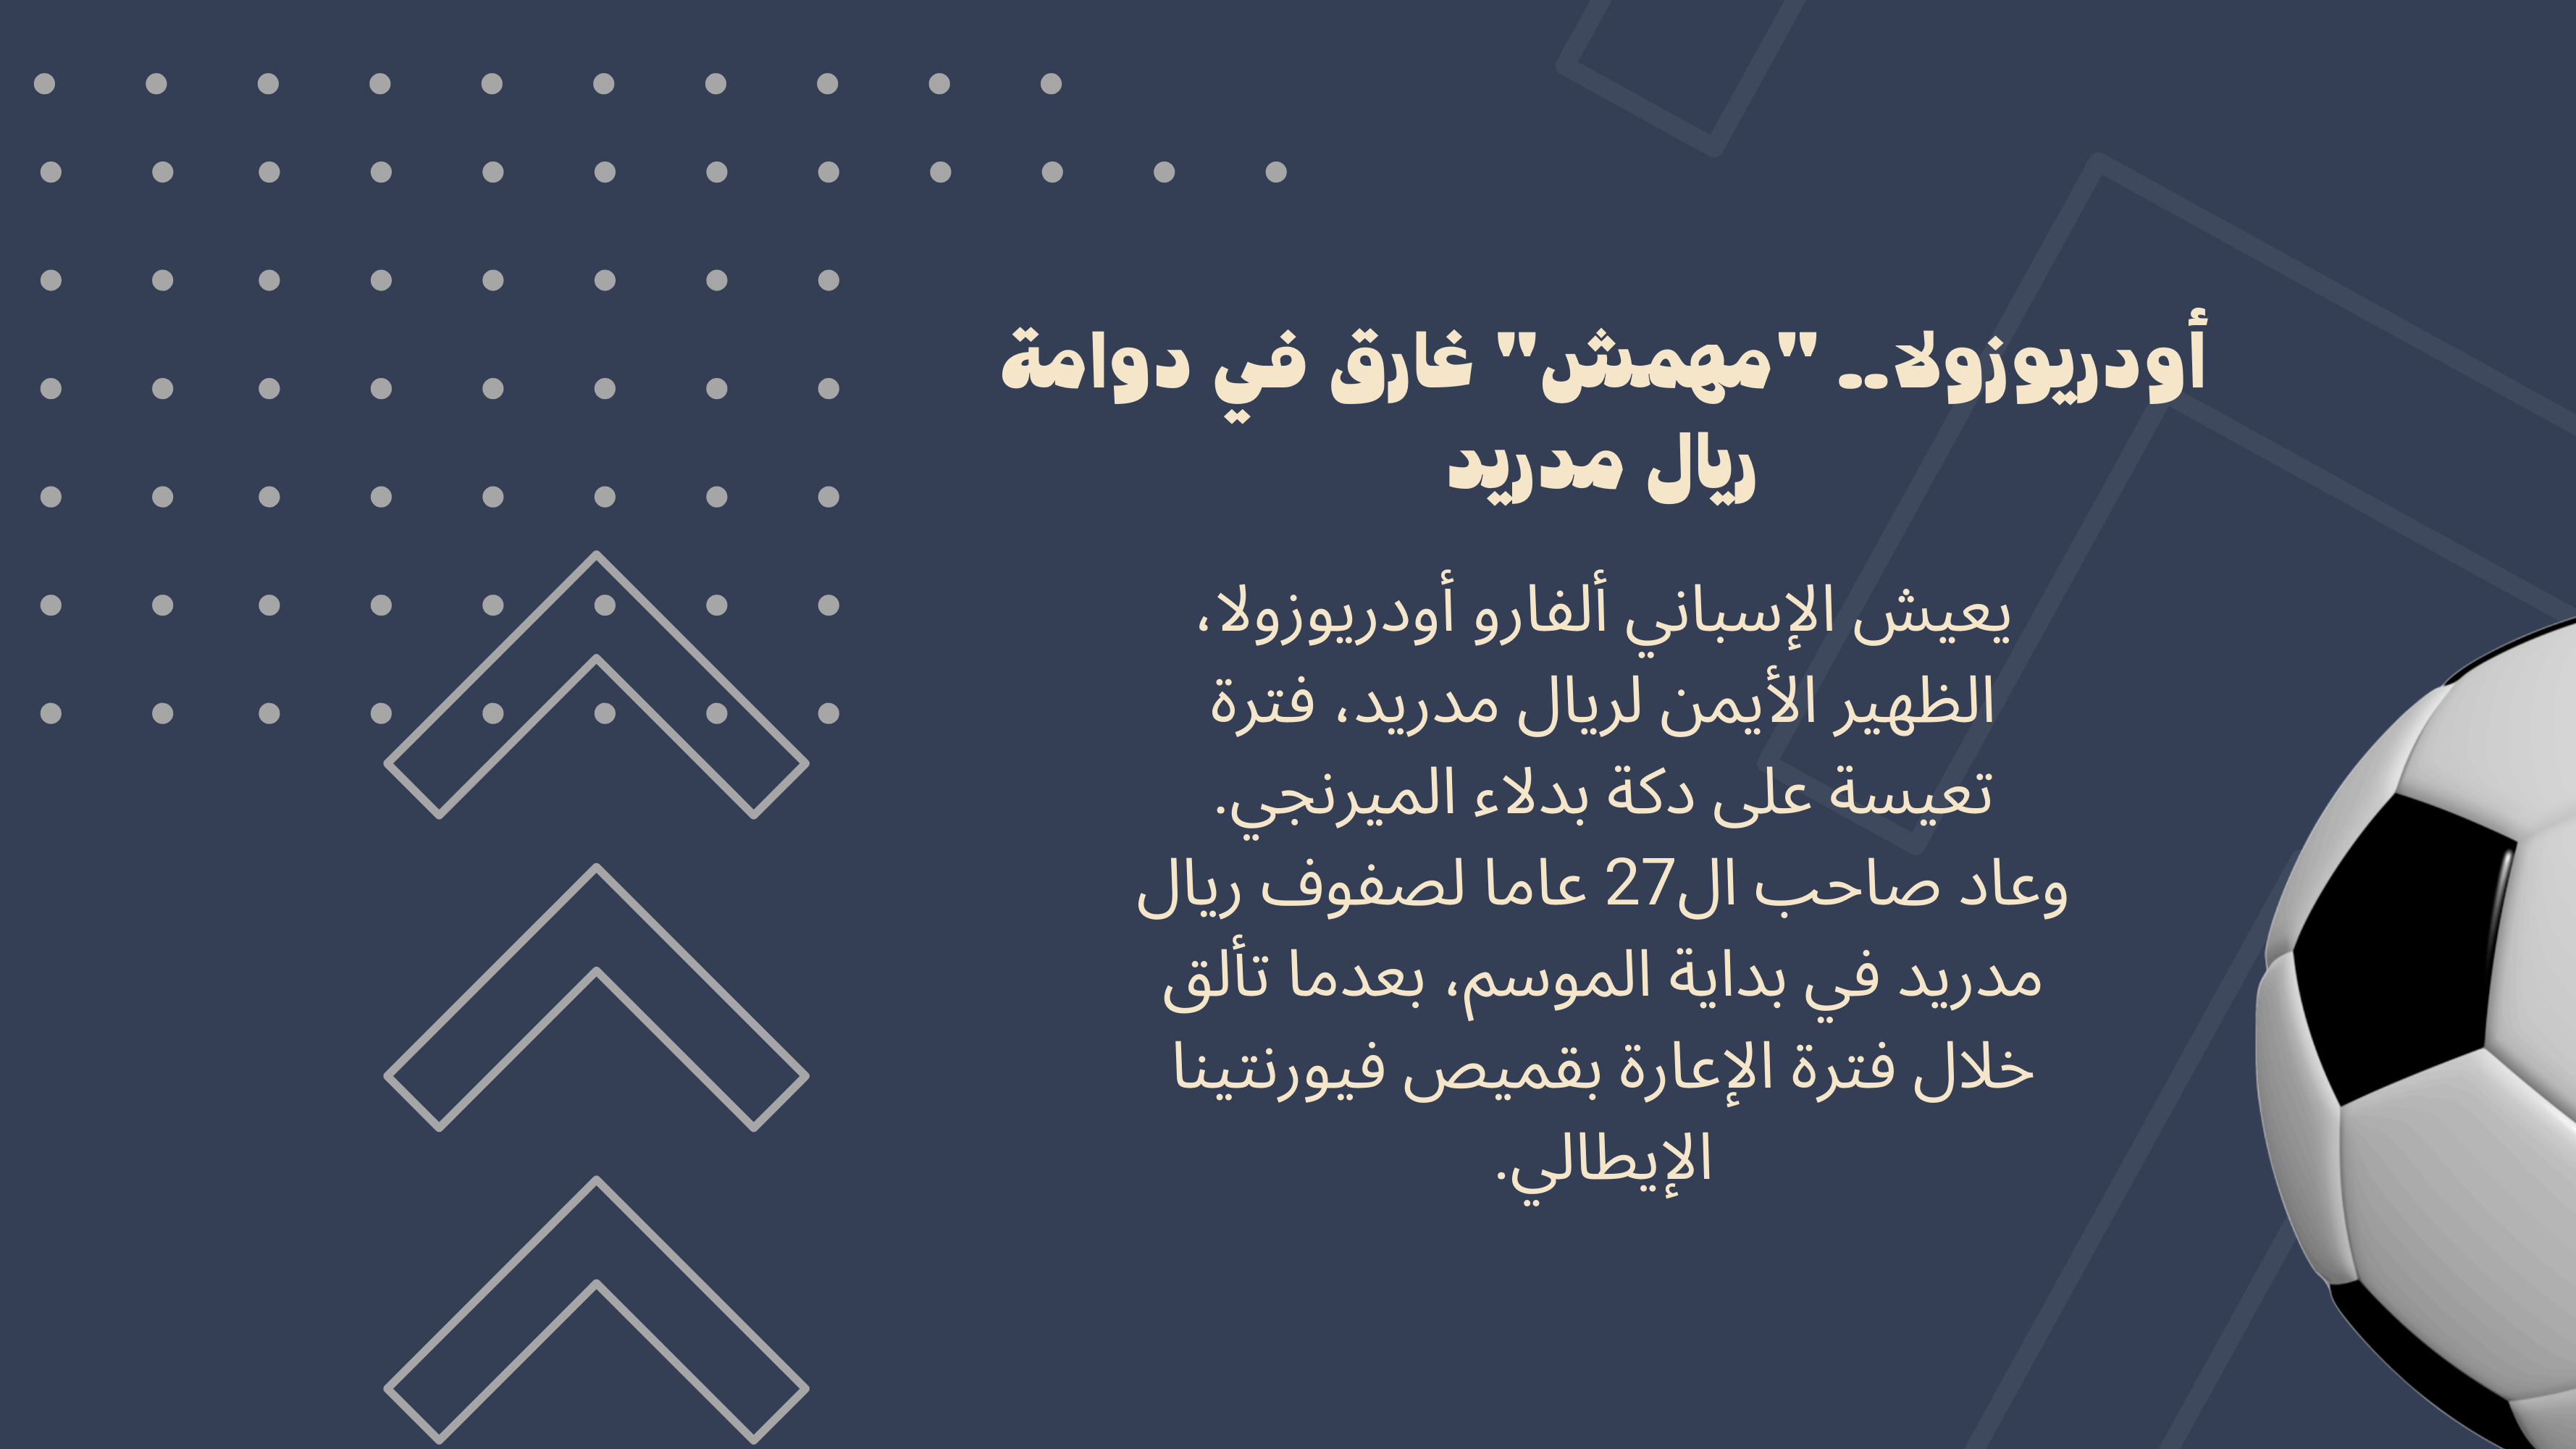 أودريوزولا.. "مهمش" غارق في دوامة
ريال مدريد
يعيش الإسباني ألفارو أودريوزولا،
الظهير الأيمن لريال مدريد، فترة
تعيسة على دكة بدلاء الميرنجي.
وعاد صاحب ال27 عاما لصفوف ريال
مدريد في بداية الموسم، بعدما تألق
خلال فترة الإعارة بقميص فيورنتينا
الإيطالي.